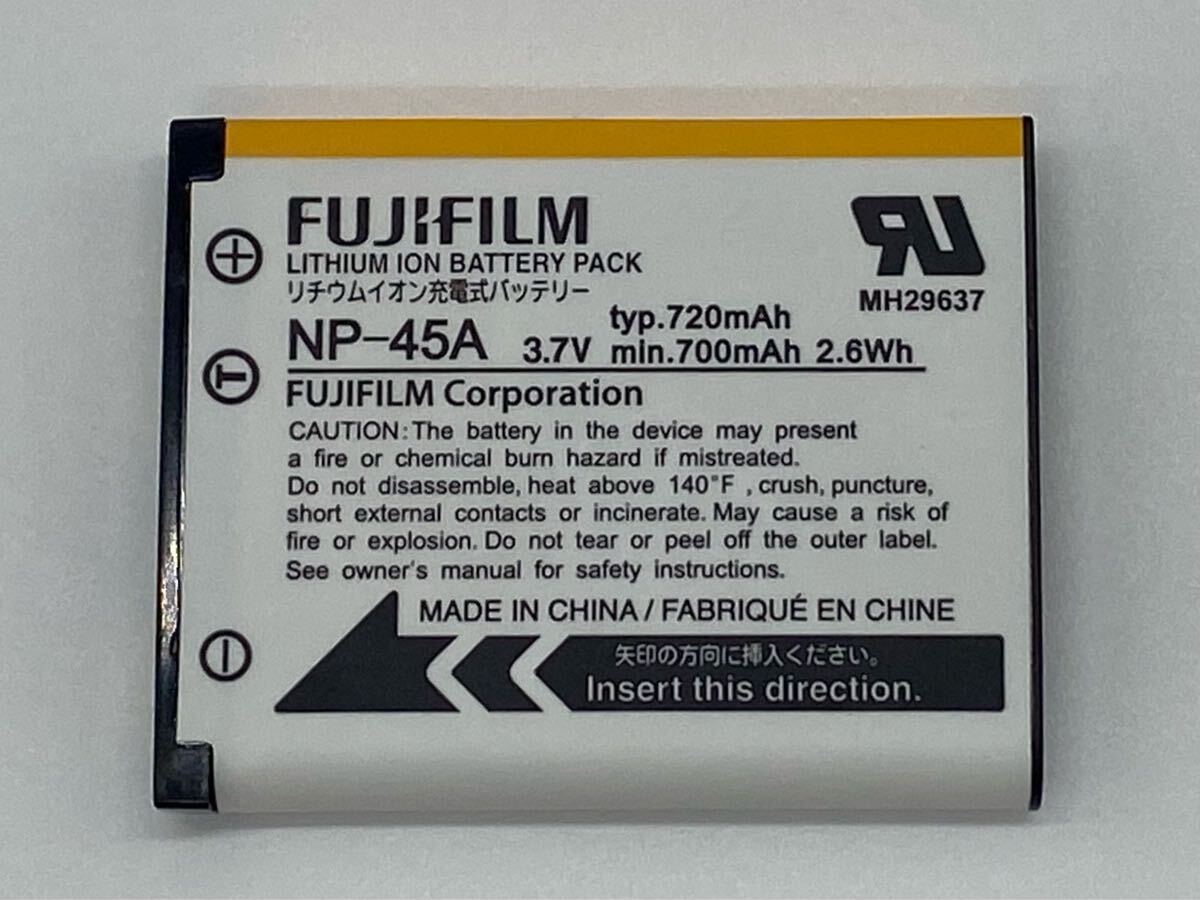 FUJIFILM
LITHIUM ION BATTERY PACK
リチウムイオン充電式バッテリー
MH29637
NP-45A 3.7V typ.720mAh
min.700mAh 2.6Wh
FUJIFILM Corporation
CAUTION:The battery in the device may present
a fire or chemical burn hazard if mistreated.
Do not disassemble, heat above 140°F , crush, puncture,
short external contacts or incinerate. May cause a risk of
fire or explosion. Do not tear or peel off the outer label.
See owner's manual for safety instructions.
MADE IN CHINA / FABRIQUÉ EN CHINE
矢印の方向に挿入ください。
Insert this direction.
+
T
-